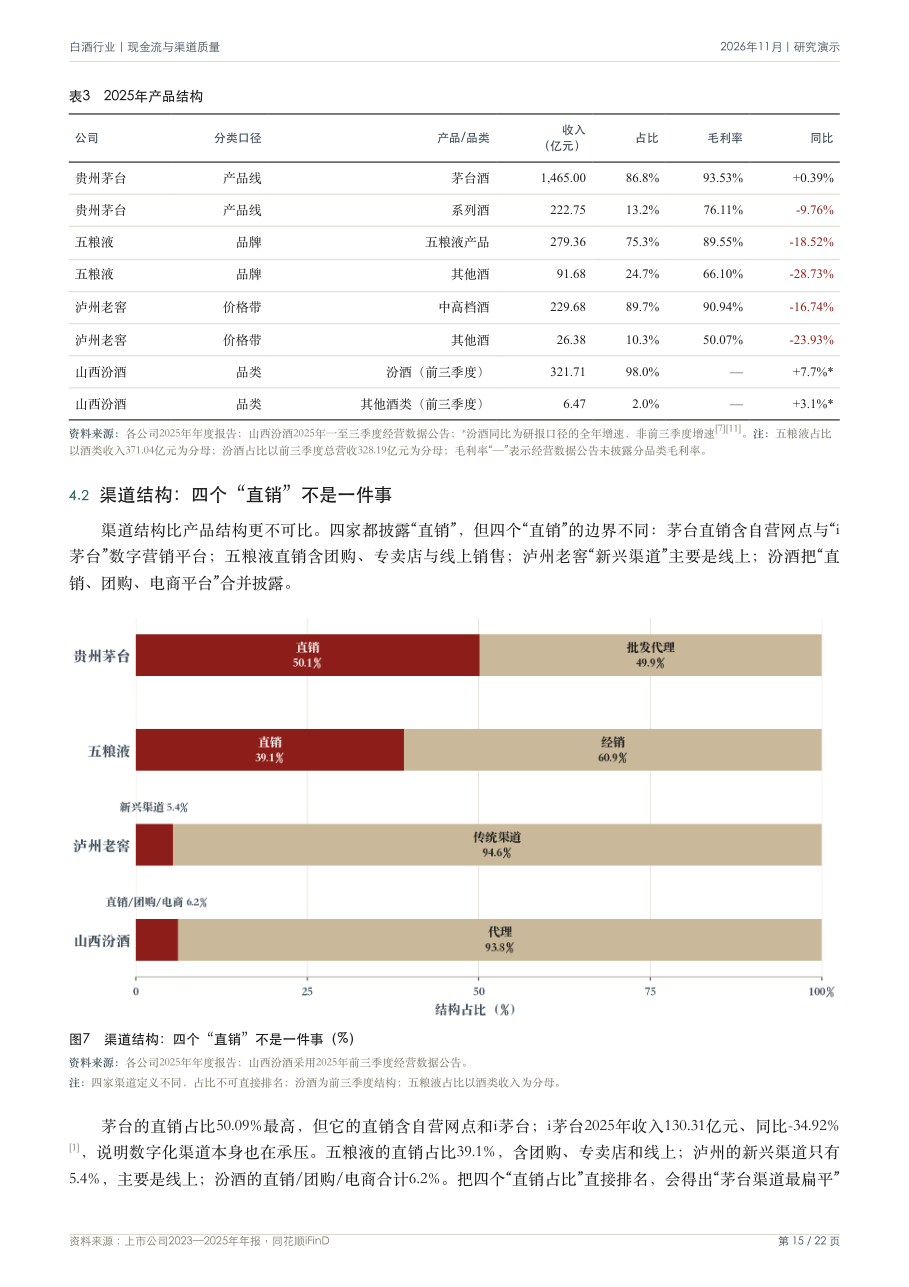 白酒行业丨现金流与渠道质量 2026年11月丨研究演示
表3 2025年产品结构
公司 分类口径 产品/品类 收入（亿元） 占比 毛利率 同比
贵州茅台 产品线 茅台酒 1,465.00 86.8% 93.53% +0.39%
贵州茅台 产品线 系列酒 222.75 13.2% 76.11% -9.76%
五粮液 品牌 五粮液产品 279.36 75.3% 89.55% -18.52%
五粮液 品牌 其他酒 91.68 24.7% 66.10% -28.73%
泸州老窖 价格带 中高档酒 229.68 89.7% 90.94% -16.74%
泸州老窖 价格带 其他酒 26.38 10.3% 50.07% -23.93%
山西汾酒 品类 汾酒（前三季度） 321.71 98.0% — +7.7%*
山西汾酒 品类 其他酒类（前三季度） 6.47 2.0% — +3.1%*
资料来源：各公司2025年年度报告；山西汾酒2025年一至三季度经营数据公告；*汾酒同比为研报口径的全年增速，非前三季度增速[7][11]。注：五粮液占比
以酒类收入371.04亿元为分母；汾酒占比以前三季度总营收328.19亿元为分母；毛利率“—”表示经营数据公告未披露分品类毛利率。
4.2 渠道结构：四个“直销”不是一件事
渠道结构比产品结构更不可比。四家都披露“直销”，但四个“直销”的边界不同：茅台直销含自营网点与“i
茅台”数字营销平台；五粮液直销含团购、专卖店与线上销售；泸州老窖“新兴渠道”主要是线上；汾酒把“直
销、团购、电商平台”合并披露。
贵州茅台 直销 50.1% 批发代理 49.9%
五粮液 直销 39.1% 经销 60.9%
新兴渠道 5.4%
泸州老窖 传统渠道 94.6%
直销/团购/电商 6.2%
山西汾酒 代理 93.8%
0 25 50 75 100%
结构占比（%）
图7 渠道结构：四个“直销”不是一件事（%）
资料来源：各公司2025年年度报告；山西汾酒采用2025年前三季度经营数据公告。
注：四家渠道定义不同，占比不可直接排名；汾酒为前三季度结构；五粮液占比以酒类收入为分母。
茅台的直销占比50.09%最高，但它的直销含自营网点和i茅台；i茅台2025年收入130.31亿元、同比-34.92%
[1]，说明数字化渠道本身也在承压。五粮液的直销占比39.1%，含团购、专卖店和线上；泸州的新兴渠道只有
5.4%，主要是线上；汾酒的直销/团购/电商合计6.2%。把四个“直销占比”直接排名，会得出“茅台渠道最扁平”
资料来源：上市公司2023—2025年年报 · 同花顺iFinD 第 15 / 22 页